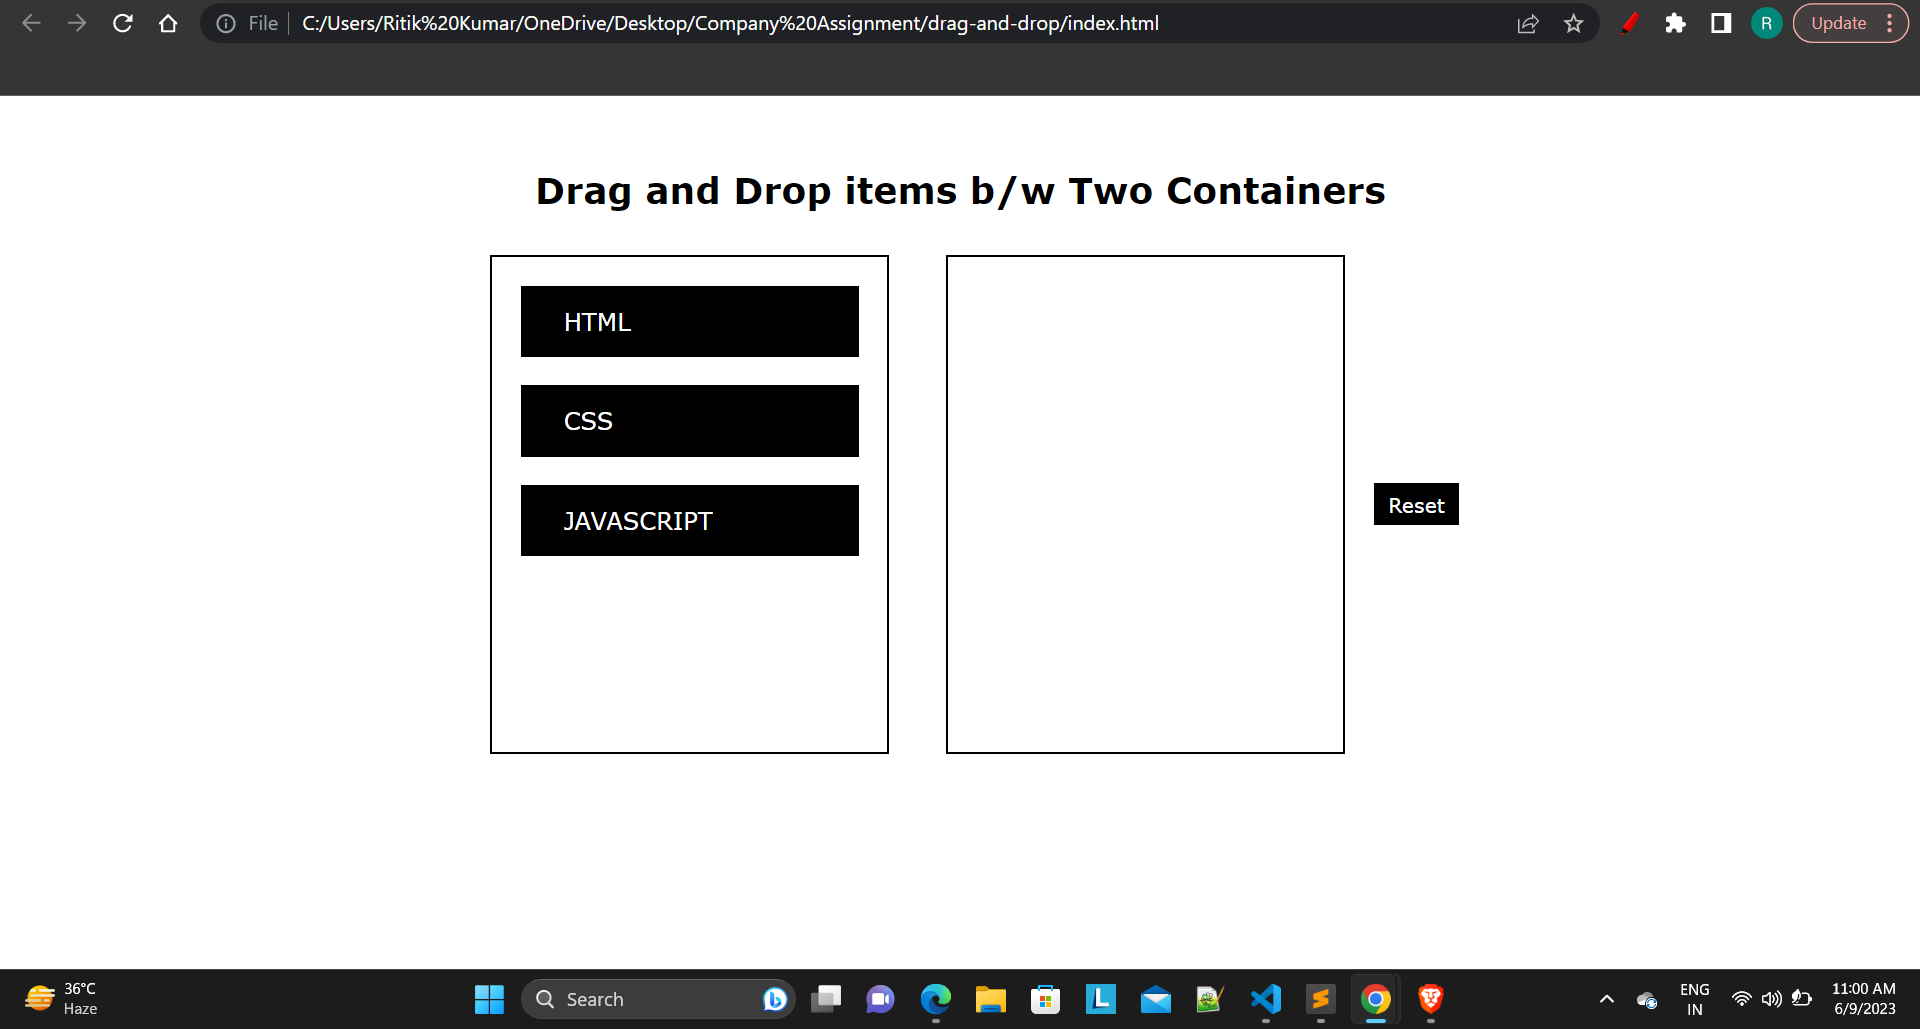 File C:/Users/Ritik%20Kumar/OneDrive/Desktop/Company%20Assignment/drag-and-drop/index.html R Update
Drag and Drop items b/w Two Containers
HTML
CSS
JAVASCRIPT
Reset
36°C
Haze
Search
L
ENG
IN
11:00 AM
6/9/2023